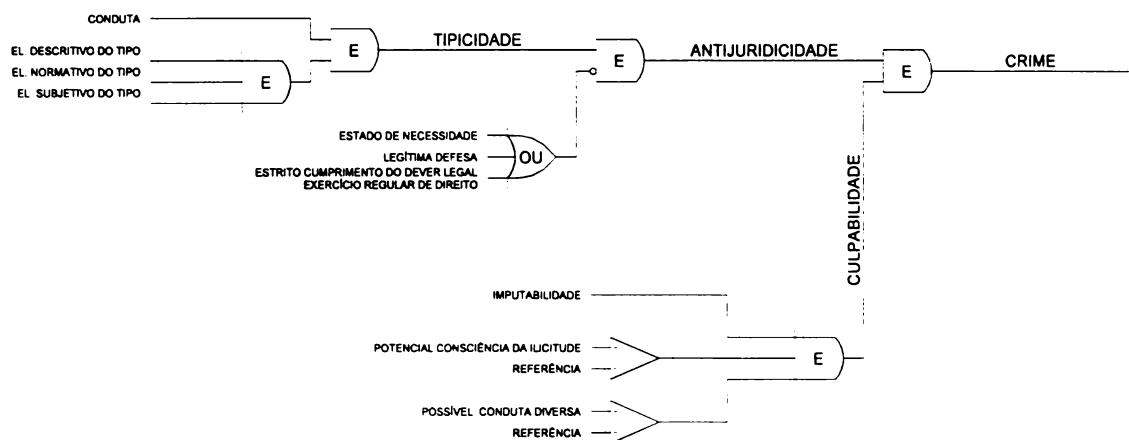 CONDUTA
EL. DESCRITIVO DO TIPO
EL. NORMATIVO DO TIPO
EL. SUBJETIVO DO TIPO
E
E
TIPICIDADE
E
ANTIJURIDICIDADE
E
CRIME
ESTADO DE NECESSIDADE
LEGÍTIMA DEFESA
ESTRITO CUMPRIMENTO DO DEVER LEGAL
EXERCÍCIO REGULAR DE DIREITO
OU
CULPABILIDADE
IMPUTABILIDADE
POTENCIAL CONSCIÊNCIA DA ILICITUDE
REFERÊNCIA
E
POSSÍVEL CONDUTA DIVERSA
REFERÊNCIA